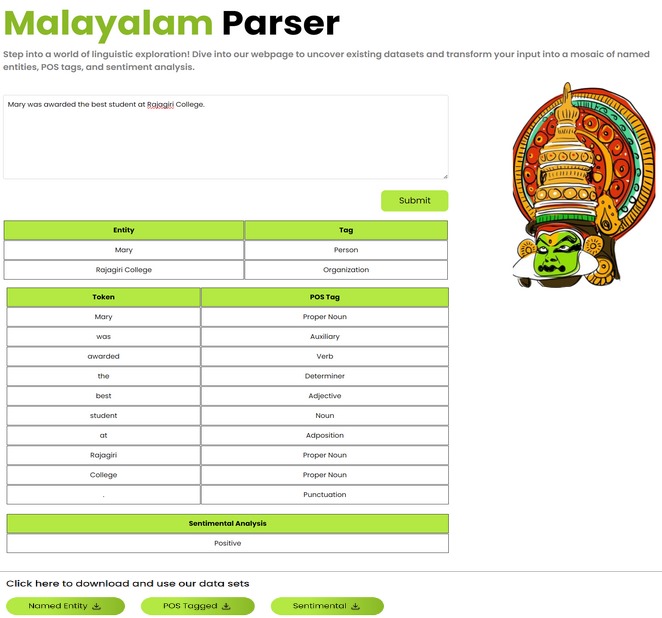 Malayalam Parser
Step into a world of linguistic exploration! Dive into our webpage to uncover existing datasets and transform your input into a mosaic of named
entities, POS tags, and sentiment analysis.
Mary was awarded the best student at Rajagiri College.
Submit
Entity Tag
Mary Person
Rajagiri College Organization
Token POS Tag
Mary Proper Noun
was Auxiliary
awarded Verb
the Determiner
best Adjective
student Noun
at Adposition
Rajagiri Proper Noun
College Proper Noun
. Punctuation
Sentimental Analysis
Positive
Click here to download and use our data sets
Named Entity POS Tagged Sentimental